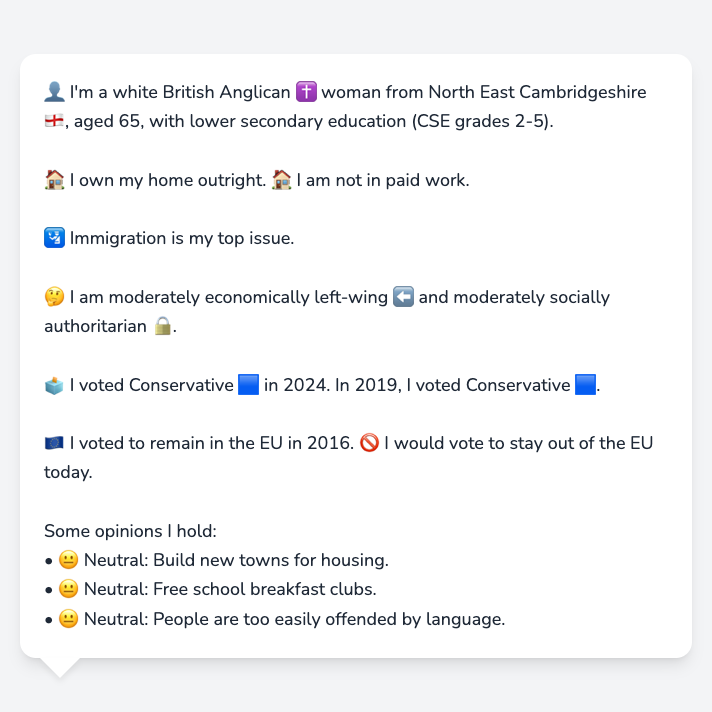 👤 I'm a white British Anglican ✝️ woman from North East Cambridgeshire
🏴󠁧󠁢󠁥󠁮󠁧󠁿, aged 65, with lower secondary education (CSE grades 2-5).
🏠 I own my home outright. 🏠 I am not in paid work.
🛂 Immigration is my top issue.
🤔 I am moderately economically left-wing ⬅️ and moderately socially
authoritarian 🔒.
🗳️ I voted Conservative 🟦 in 2024. In 2019, I voted Conservative 🟦.
🇪🇺 I voted to remain in the EU in 2016. 🚫 I would vote to stay out of the EU
today.
Some opinions I hold:
• 😐 Neutral: Build new towns for housing.
• 😐 Neutral: Free school breakfast clubs.
• 😐 Neutral: People are too easily offended by language.